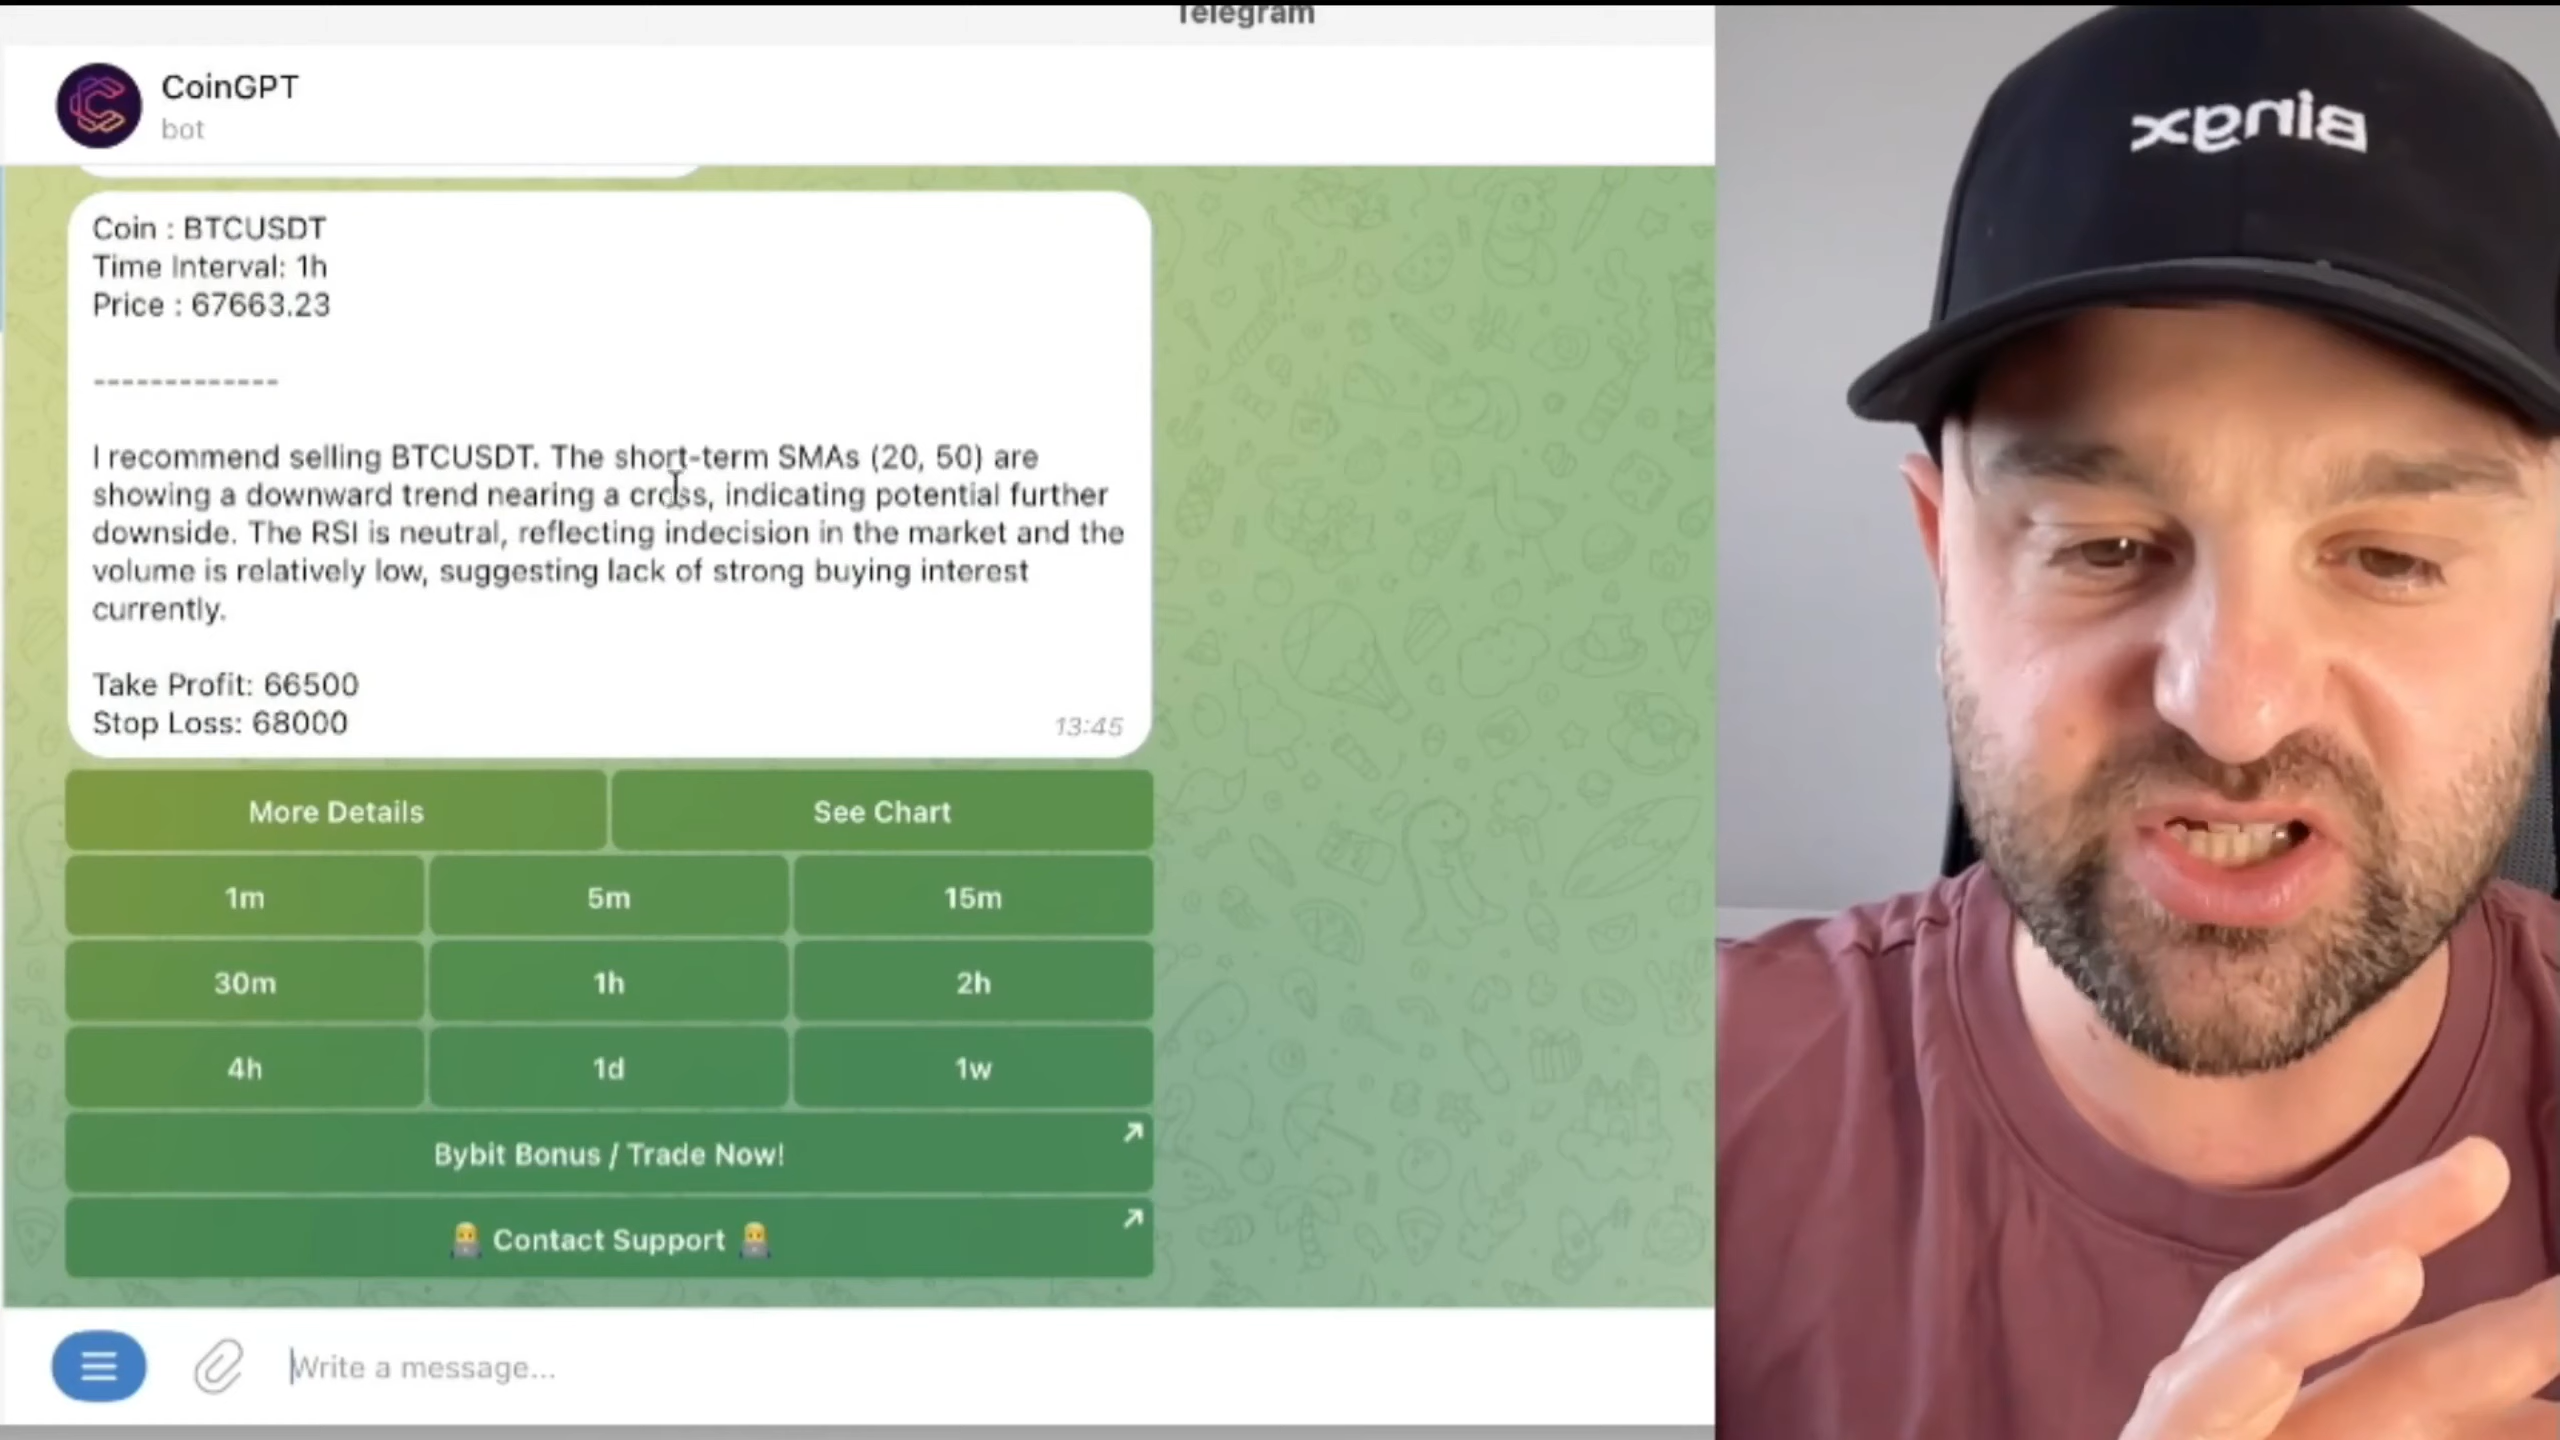 Telegram
CoinGPT
bot
Coin : BTCUSDT
Time Interval: 1h
Price : 67663.23
-------------
I recommend selling BTCUSDT. The short-term SMAs (20, 50) are
showing a downward trend nearing a cross, indicating potential further
downside. The RSI is neutral, reflecting indecision in the market and the
volume is relatively low, suggesting lack of strong buying interest
currently.
Take Profit: 66500
Stop Loss: 68000
13:45
More Details
See Chart
1m
5m
15m
30m
1h
2h
4h
1d
1w
Bybit Bonus / Trade Now!
Contact Support
Write a message...
BingX